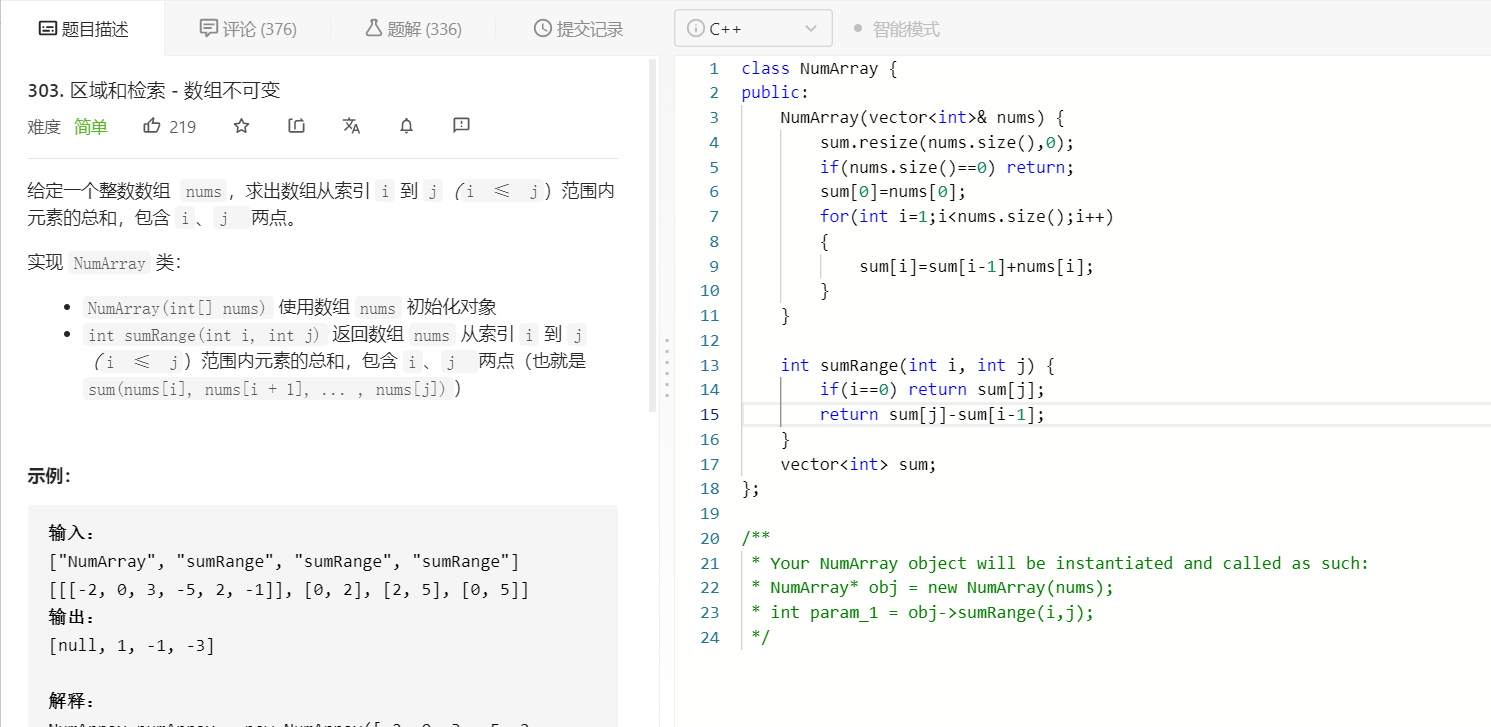 题目描述 评论 (376) 题解 (336) 提交记录
303. 区域和检索 - 数组不可变
难度 简单 219
给定一个整数数组 nums，求出数组从索引 i 到 j（i ≤ j）范围内
元素的总和，包含 i、j 两点。
实现 NumArray 类：
• NumArray(int[] nums) 使用数组 nums 初始化对象
• int sumRange(int i, int j) 返回数组 nums 从索引 i 到 j
（i ≤ j）范围内元素的总和，包含 i、j 两点（也就是
sum(nums[i], nums[i + 1], ... , nums[j])）
示例：
输入：
["NumArray", "sumRange", "sumRange", "sumRange"]
[[[-2, 0, 3, -5, 2, -1]], [0, 2], [2, 5], [0, 5]]
输出：
[null, 1, -1, -3]
解释：
C++ 智能模式
1 class NumArray {
2 public:
3 NumArray(vector<int>& nums) {
4 sum.resize(nums.size(),0);
5 if(nums.size()==0) return;
6 sum[0]=nums[0];
7 for(int i=1;i<nums.size();i++)
8 {
9 sum[i]=sum[i-1]+nums[i];
10 }
11 }
12
13 int sumRange(int i, int j) {
14 if(i==0) return sum[j];
15 return sum[j]-sum[i-1];
16 }
17 vector<int> sum;
18 };
19
20 /**
21 * Your NumArray object will be instantiated and called as such:
22 * NumArray* obj = new NumArray(nums);
23 * int param_1 = obj->sumRange(i,j);
24 */